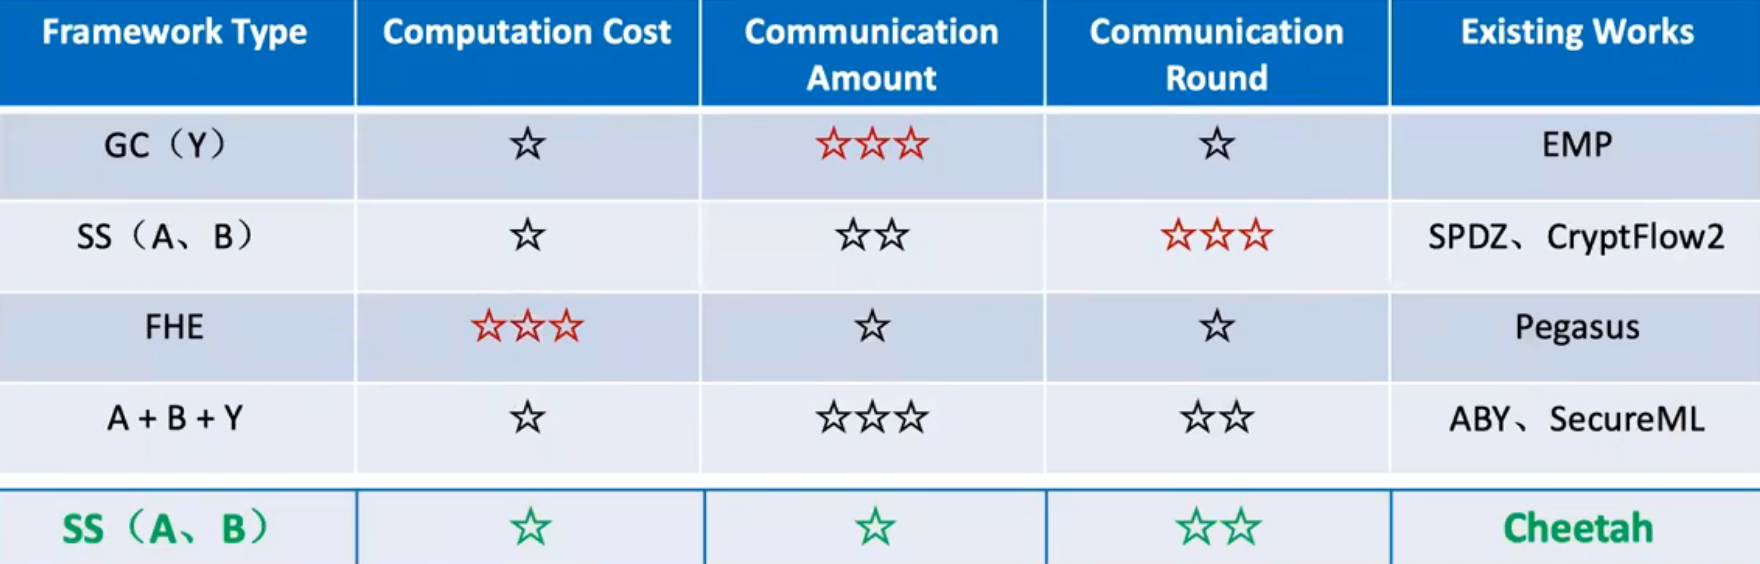 Framework Type Computation Cost Communication Amount Communication Round Existing Works
GC（Y） ☆ ☆☆☆ ☆ EMP
SS（A、B） ☆ ☆☆ ☆☆☆ SPDZ、CryptFlow2
FHE ☆☆☆ ☆ ☆ Pegasus
A + B + Y ☆ ☆☆☆ ☆☆ ABY、SecureML
SS（A、B） ☆ ☆ ☆☆ Cheetah